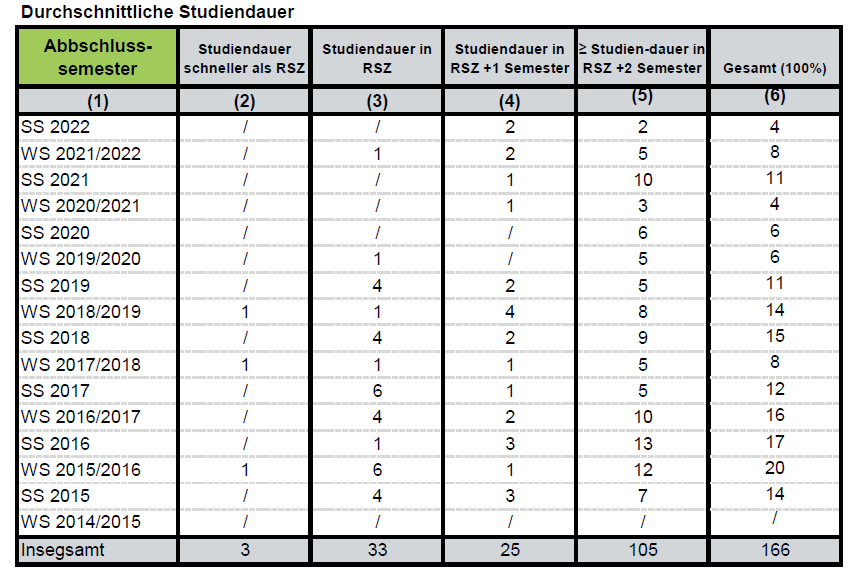 Durchschnittliche Studiendauer
Abbschluss-
semester
Studiendauer
schneller als RSZ
Studiendauer in
RSZ
Studiendauer in
RSZ +1 Semester
≥ Studien-dauer in
RSZ +2 Semester
Gesamt (100%)
(1) (2) (3) (4) (5) (6)
SS 2022 / / 2 2 4
WS 2021/2022 / 1 2 5 8
SS 2021 / / 1 10 11
WS 2020/2021 / / 1 3 4
SS 2020 / / / 6 6
WS 2019/2020 / 1 / 5 6
SS 2019 / 4 2 5 11
WS 2018/2019 1 1 4 8 14
SS 2018 / 4 2 9 15
WS 2017/2018 1 1 1 5 8
SS 2017 / 6 1 5 12
WS 2016/2017 / 4 2 10 16
SS 2016 / 1 3 13 17
WS 2015/2016 1 6 1 12 20
SS 2015 / 4 3 7 14
WS 2014/2015 / / / / /
Insegsamt 3 33 25 105 166